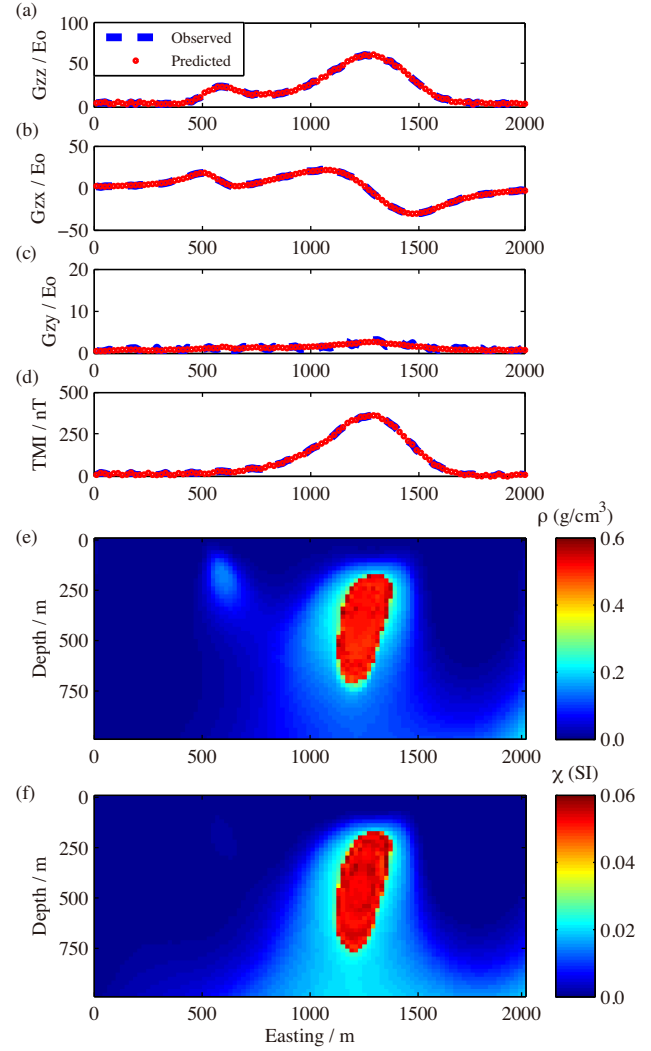 (a)
100
50
0
Gzz / Eo
Observed
Predicted
0 500 1000 1500 2000
(b)
50
0
−50
Gzx / Eo
0 500 1000 1500 2000
(c)
20
10
0
Gzy / Eo
0 500 1000 1500 2000
(d)
500
250
0
TMI / nT
0 500 1000 1500 2000
(e)
ρ (g/cm³)
0
250
500
750
Depth / m
0.6
0.4
0.2
0.0
0 500 1000 1500 2000
(f)
χ (SI)
0
250
500
750
Depth / m
0.06
0.04
0.02
0.0
0 500 1000 1500 2000
Easting / m